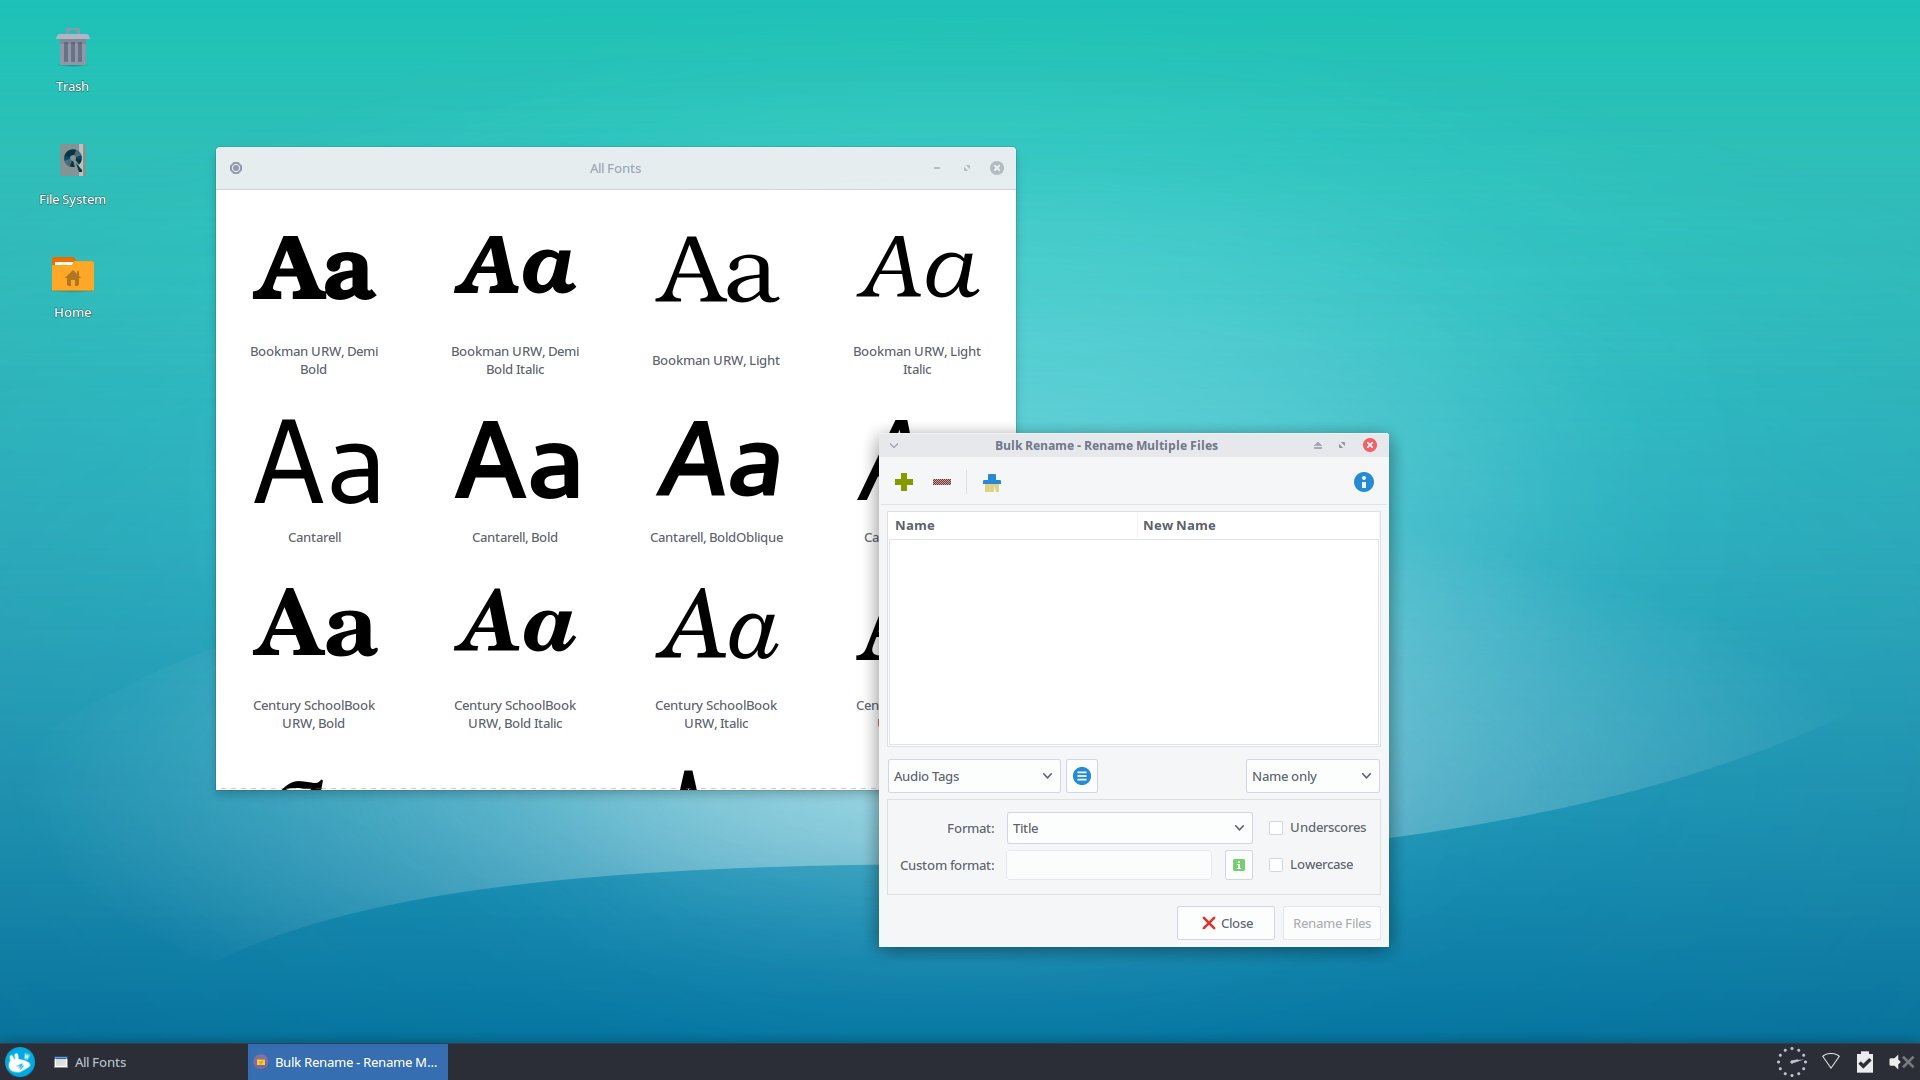 Trash
File System
Home
All Fonts
Aa Aa Aa Aa
Bookman URW, Demi Bold
Bookman URW, Demi Bold Italic
Bookman URW, Light
Bookman URW, Light Italic
Aa Aa Aa
Cantarell
Cantarell, Bold
Cantarell, BoldOblique
Ca
Aa Aa Aa
Century SchoolBook URW, Bold
Century SchoolBook URW, Bold Italic
Century SchoolBook URW, Italic
Cen
Bulk Rename - Rename Multiple Files
Name
New Name
Audio Tags
Name only
Format:
Title
Underscores
Custom format:
Lowercase
Close
Rename Files
All Fonts
Bulk Rename - Rename M...